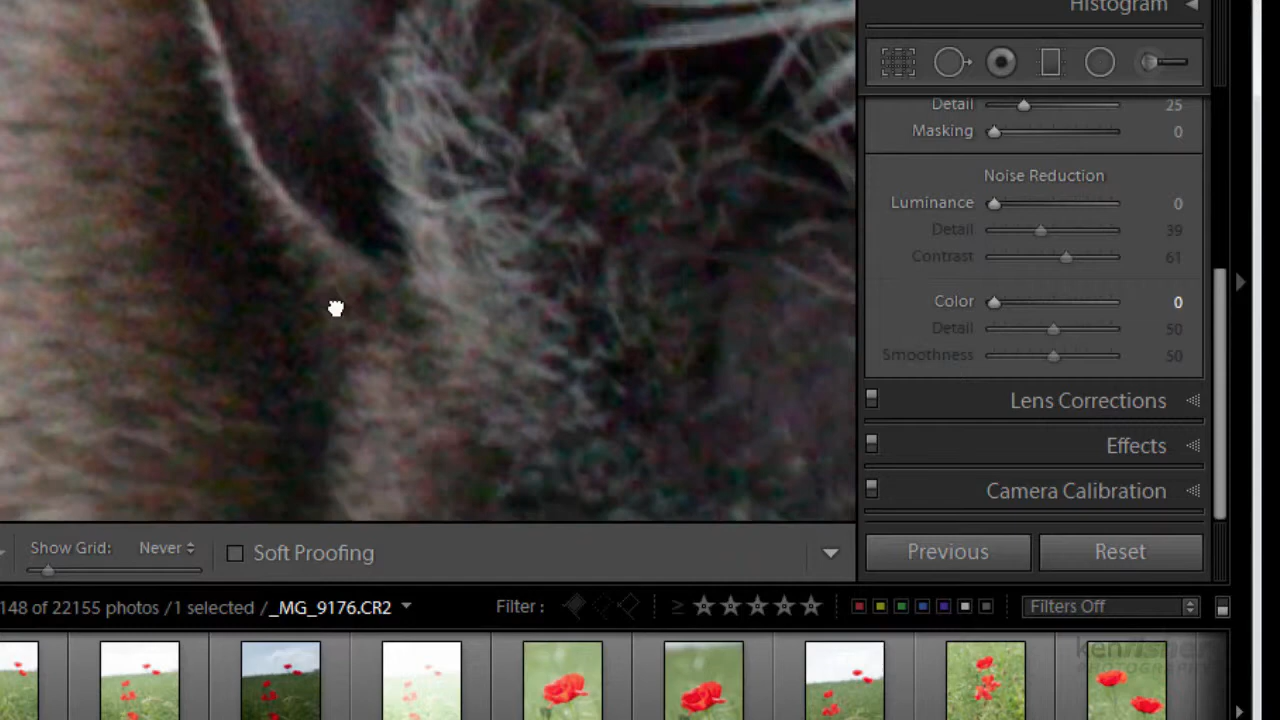 Histogram
Detail 25
Masking 0
Noise Reduction
Luminance 0
Detail 39
Contrast 61
Color 0
Detail 50
Smoothness 50
Lens Corrections
Effects
Camera Calibration
Previous Reset
Show Grid: Never Soft Proofing
148 of 22155 photos /1 selected /_MG_9176.CR2 Filter : Filters Off
PHOTOGRAPHY